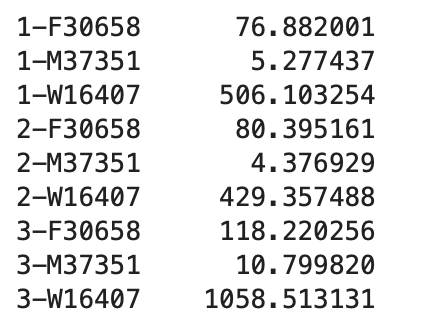 1-F30658 76.882001
1-M37351 5.277437
1-W16407 506.103254
2-F30658 80.395161
2-M37351 4.376929
2-W16407 429.357488
3-F30658 118.220256
3-M37351 10.799820
3-W16407 1058.513131